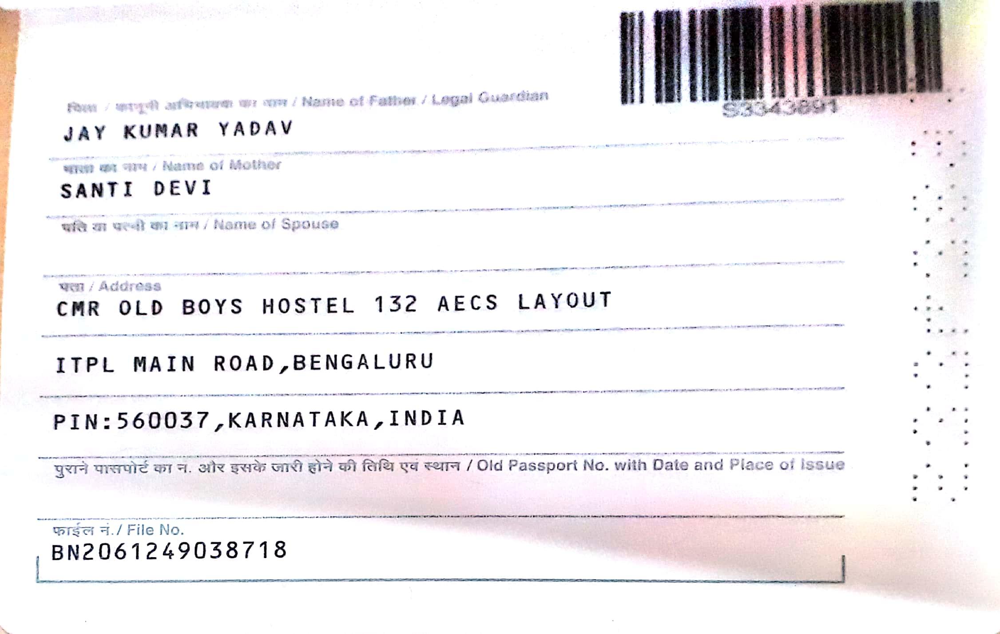 S3343891
पिता / कानूनी अभिभावक का नाम / Name of Father / Legal Guardian
JAY KUMAR YADAV
माता का नाम / Name of Mother
SANTI DEVI
पति या पत्नी का नाम / Name of Spouse
पता / Address
CMR OLD BOYS HOSTEL 132 AECS LAYOUT
ITPL MAIN ROAD,BENGALURU
PIN:560037,KARNATAKA,INDIA
पुराने पासपोर्ट का नं. और इसके जारी होने की तिथि एवं स्थान / Old Passport No. with Date and Place of Issue
फाईल नं./ File No.
BN2061249038718